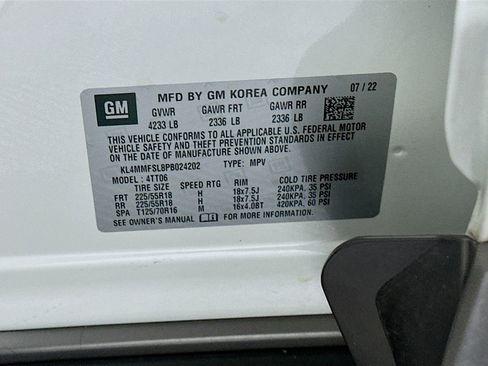 GM
MFD BY GM KOREA COMPANY 07 / 22
GVWR GAWR FRT GAWR RR
4233 LB 2336 LB 2336 LB
THIS VEHICLE CONFORMS TO ALL APPLICABLE U.S. FEDERAL MOTOR
VEHICLE SAFETY AND THEFT PREVENTION STANDARDS IN EFFECT
ON THE DATE OF MANUFACTURE SHOWN ABOVE.
KL4MMFSL8PB024202 TYPE: MPV
MODEL: 4TT06
TIRE SIZE SPEED RTG RIM COLD TIRE PRESSURE
FRT 225/55R18 H 18x7.5J 240KPA, 35 PSI
RR 225/55R18 H 18x7.5J 240KPA, 35 PSI
SPA T125/70R16 M 16x4.08T 420KPA, 60 PSI
SEE OWNER'S MANUAL FOR MORE INFORMATION.